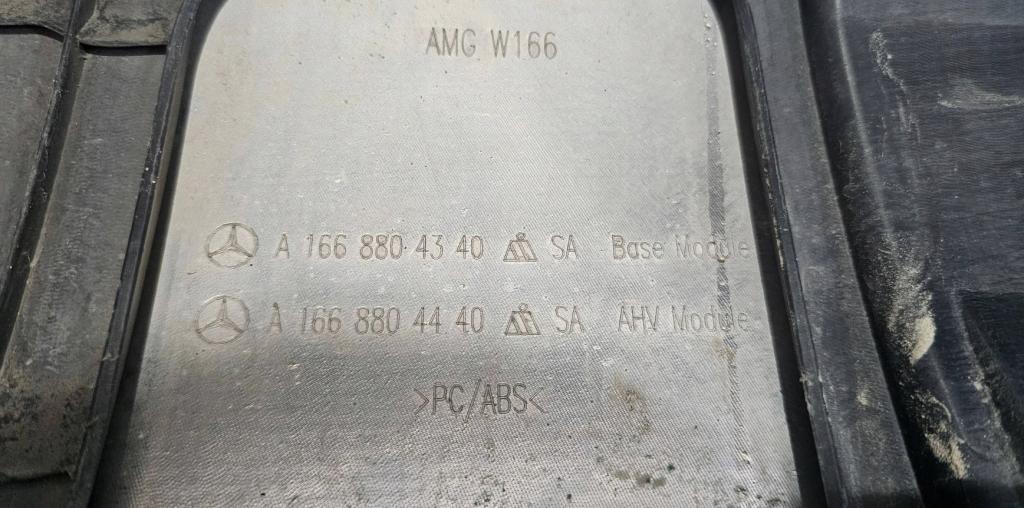 AMG W166
A 166 880 43 40 SA Base Module
A 166 880 44 40 SA AHV Module
>PC/ABS<